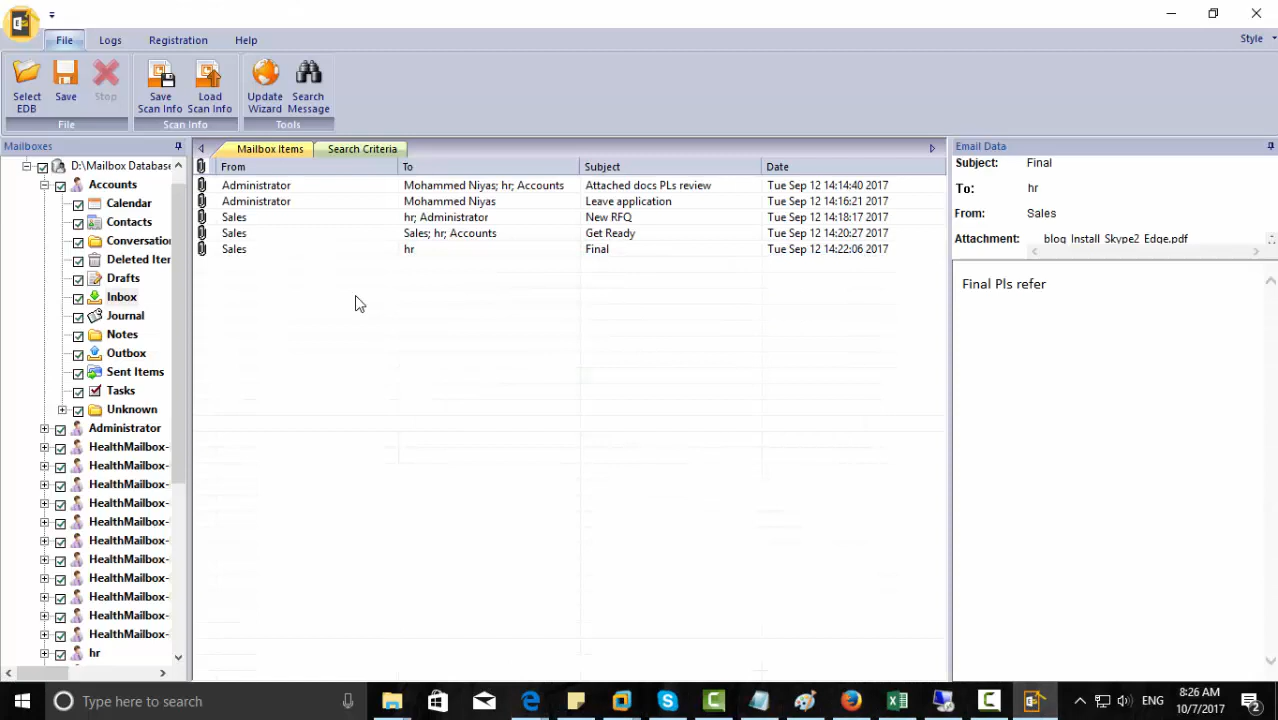 File
Logs
Registration
Help
Style
Select EDB
Save
Stop
Save Scan Info
Load Scan Info
Update Wizard
Search Message
File
Scan Info
Tools
Mailboxes
D:\Mailbox Database
Accounts
Calendar
Contacts
Conversation
Deleted Iter
Drafts
Inbox
Journal
Notes
Outbox
Sent Items
Tasks
Unknown
Administrator
HealthMailbox-
HealthMailbox-
HealthMailbox-
HealthMailbox-
HealthMailbox-
HealthMailbox-
HealthMailbox-
HealthMailbox-
HealthMailbox-
HealthMailbox-
HealthMailbox-
hr
Mailbox Items
Search Criteria
From To Subject Date
Administrator Mohammed Niyas; hr; Accounts Attached docs PLs review Tue Sep 12 14:14:40 2017
Administrator Mohammed Niyas Leave application Tue Sep 12 14:16:21 2017
Sales hr; Administrator New RFQ Tue Sep 12 14:18:17 2017
Sales Sales; hr; Accounts Get Ready Tue Sep 12 14:20:27 2017
Sales hr Final Tue Sep 12 14:22:06 2017
Email Data
Subject: Final
To: hr
From: Sales
Attachment: blog_Install_Skype2_Edge.pdf
Final Pls refer
Type here to search
ENG
8:26 AM
10/7/2017
2